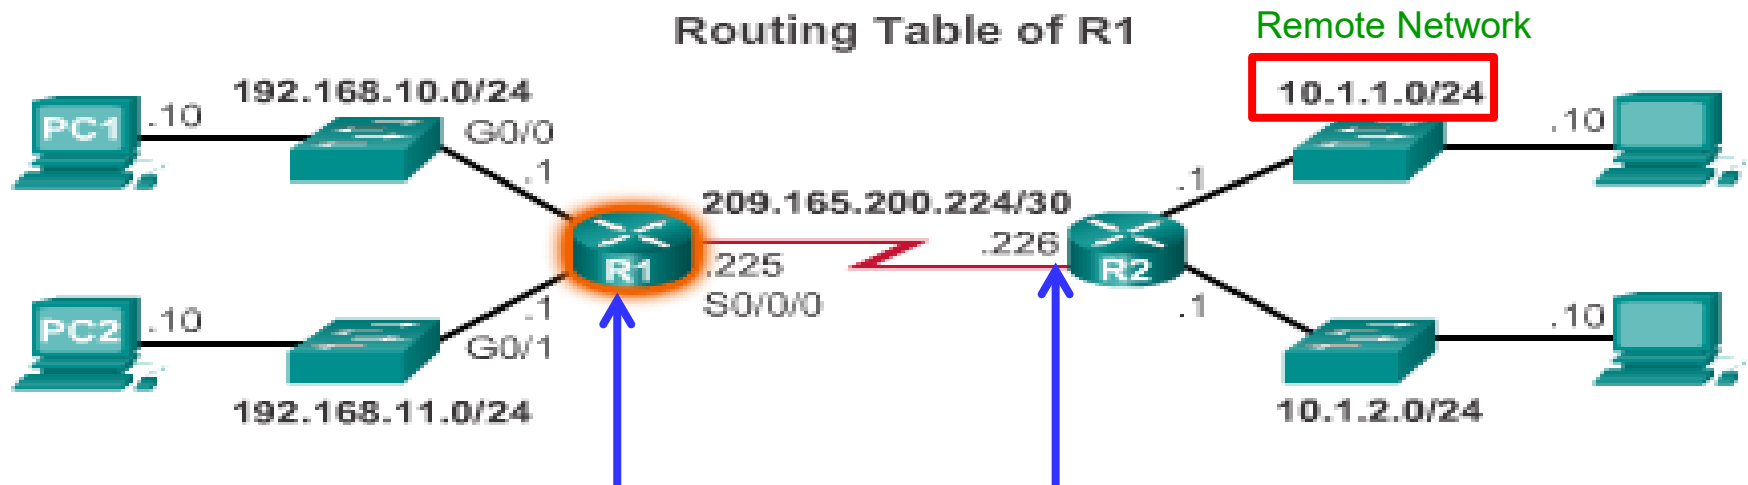 Routing Table of R1
Remote Network
192.168.10.0/24
10.1.1.0/24
PC1
.10
G0/0
.1
.10
.1
209.165.200.224/30
.226
R1
.225
R2
S0/0/0
.1
.1
PC2
.10
G0/1
.10
192.168.11.0/24
10.1.2.0/24